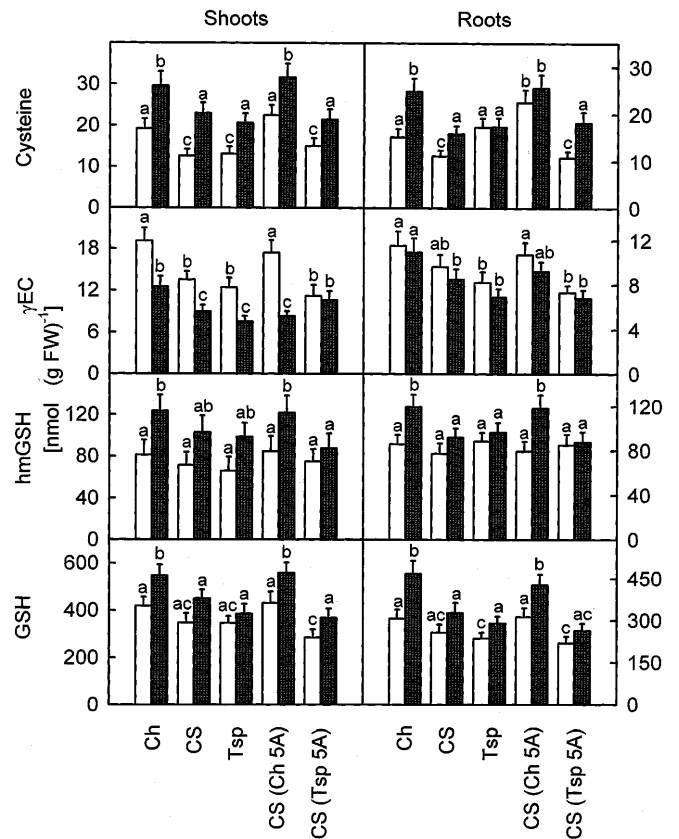 Shoots Roots
Cysteine
30
20
10
0
a b c a c a a b c a
a b c a a a b b c a
30
20
10
0
γEC
18
12
6
0
a b b c b c a c b b
a a ab b b b a ab b b
12
8
4
0
[nmol (g FW)⁻¹]
hmGSH
120
80
40
0
a b a ab a ab a b a a
a b a a a a a b a a
120
80
40
0
GSH
600
400
200
0
a b ac a ac a a b c a
a b ac a c a a b c ac
450
300
150
0
Ch CS Tsp CS (Ch 5A) CS (Tsp 5A)
Ch CS Tsp CS (Ch 5A) CS (Tsp 5A)